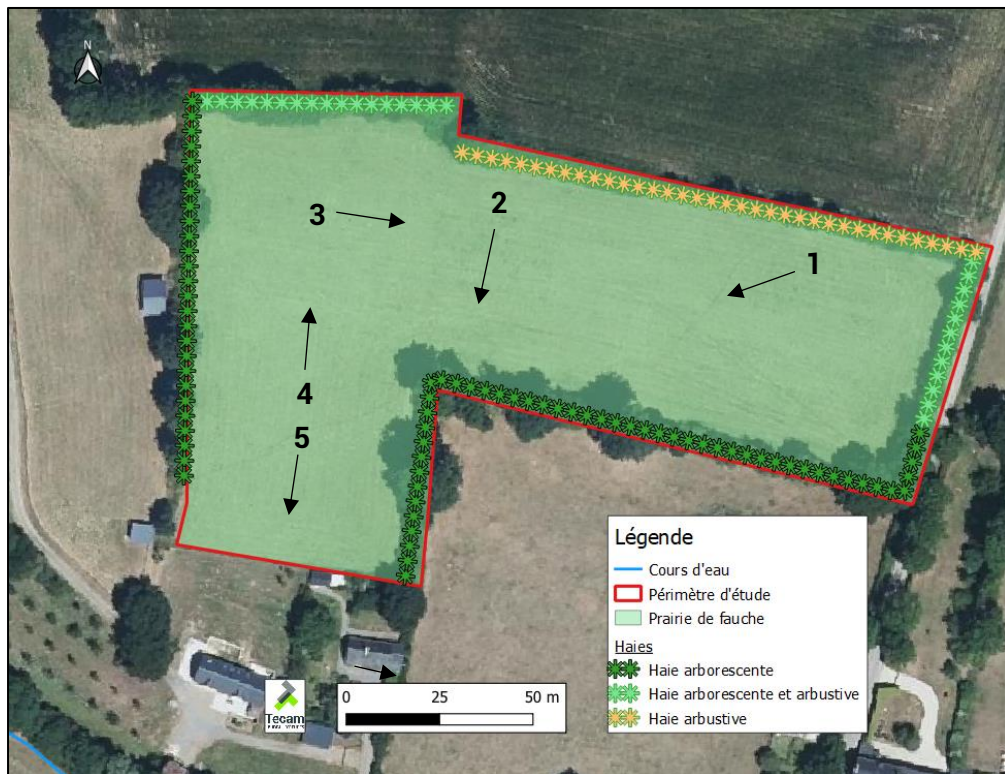 N
3
2
1
4
5
Légende
Cours d'eau
Périmètre d'étude
Prairie de fauche
Haies
Haie arborescente
Haie arborescente et arbustive
Haie arbustive
0 25 50 m
Tecam